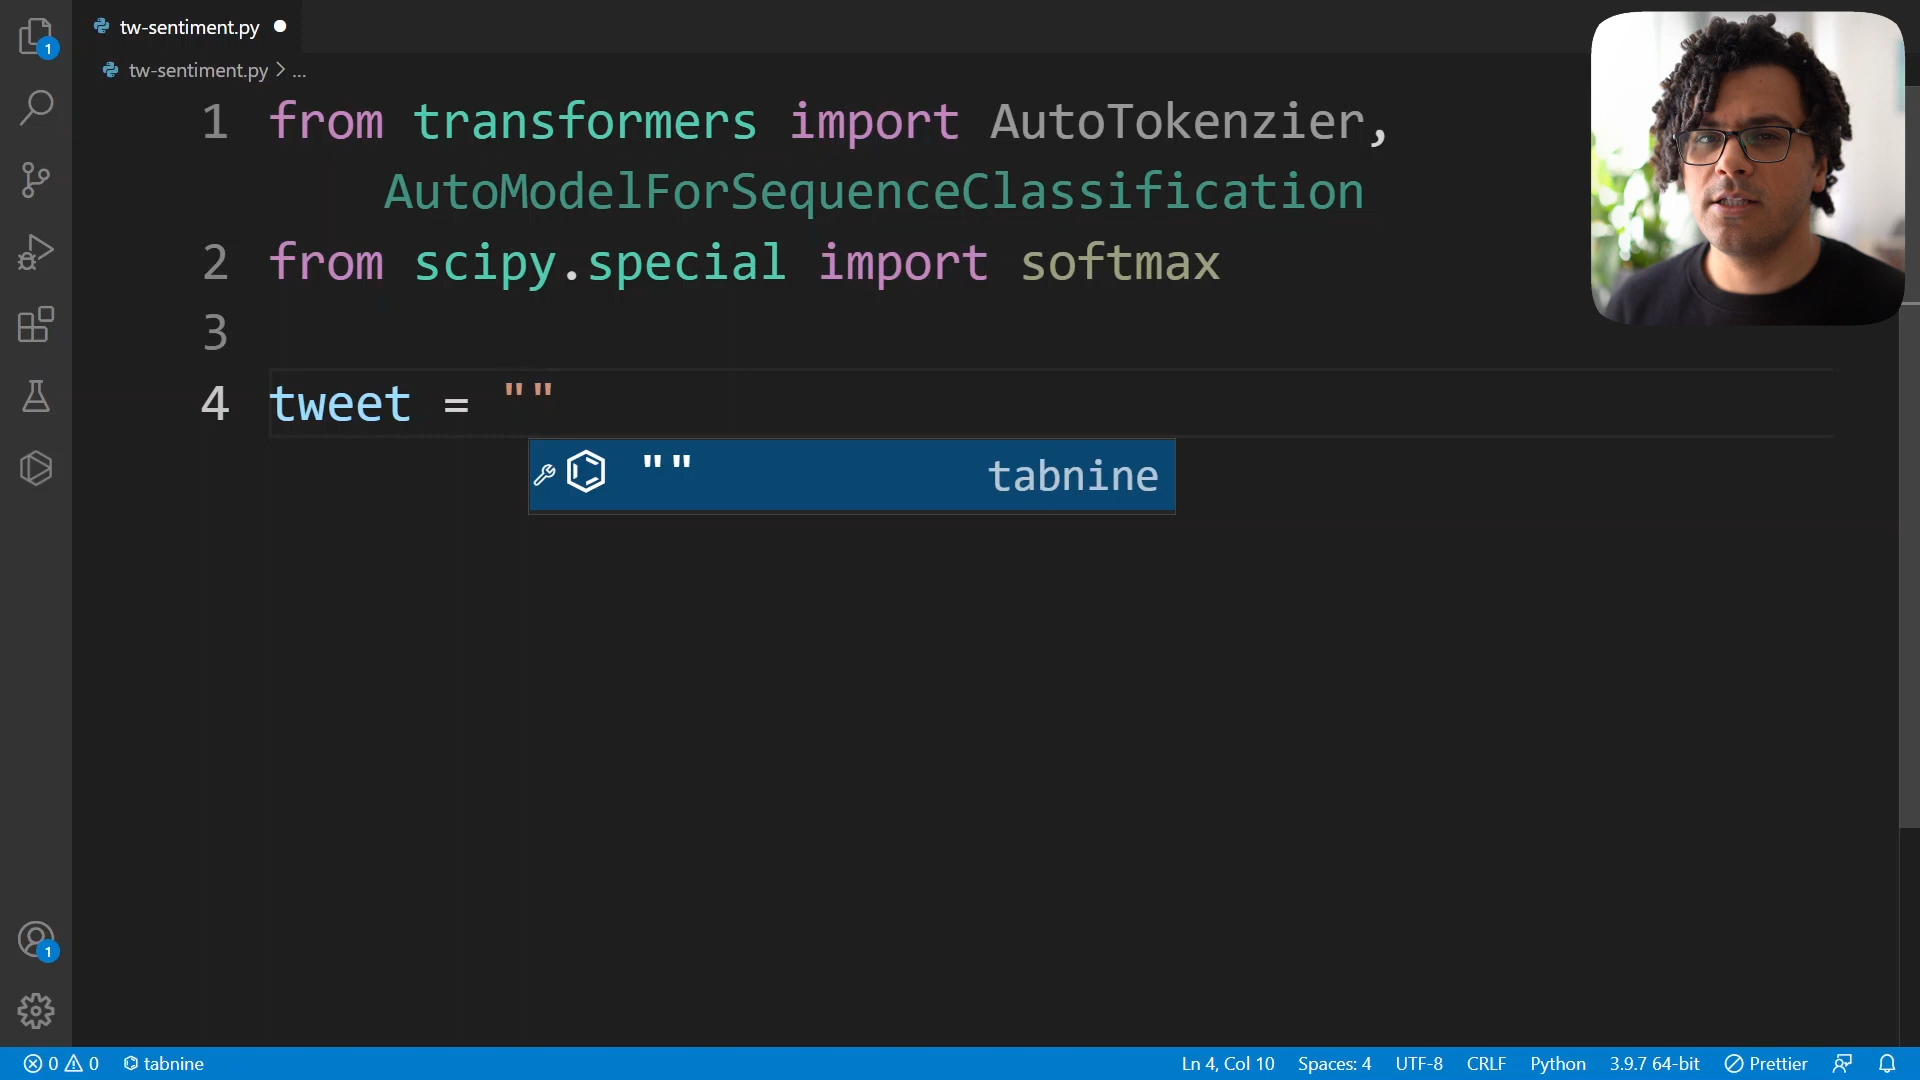 1
tw-sentiment.py
tw-sentiment.py > ...
1 from transformers import AutoTokenzier,
AutoModelForSequenceClassification
2 from scipy.special import softmax
3
4 tweet = ""
"" tabnine
1
0 0 tabnine Ln 4, Col 10 Spaces: 4 UTF-8 CRLF Python 3.9.7 64-bit Prettier